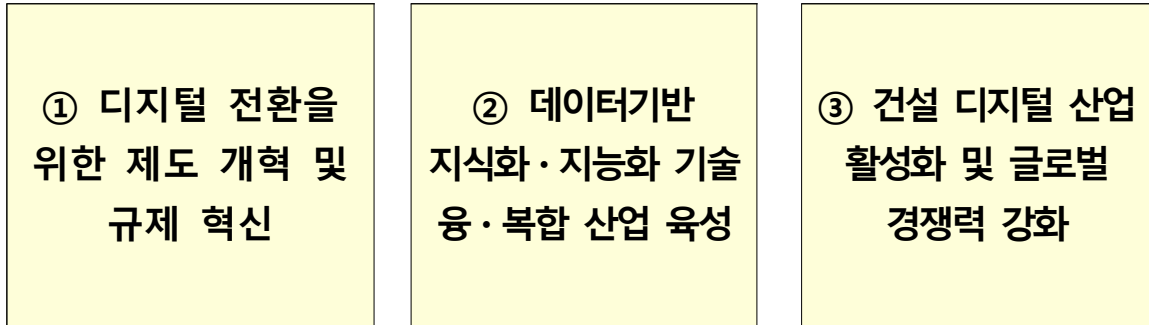 ① 디지털 전환을
위한 제도 개혁 및
규제 혁신
② 데이터기반
지식화·지능화 기술
융·복합 산업 육성
③ 건설 디지털 산업
활성화 및 글로벌
경쟁력 강화